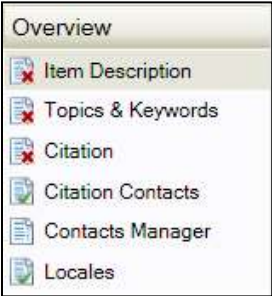 Overview
Item Description
Topics & Keywords
Citation
Citation Contacts
Contacts Manager
Locales